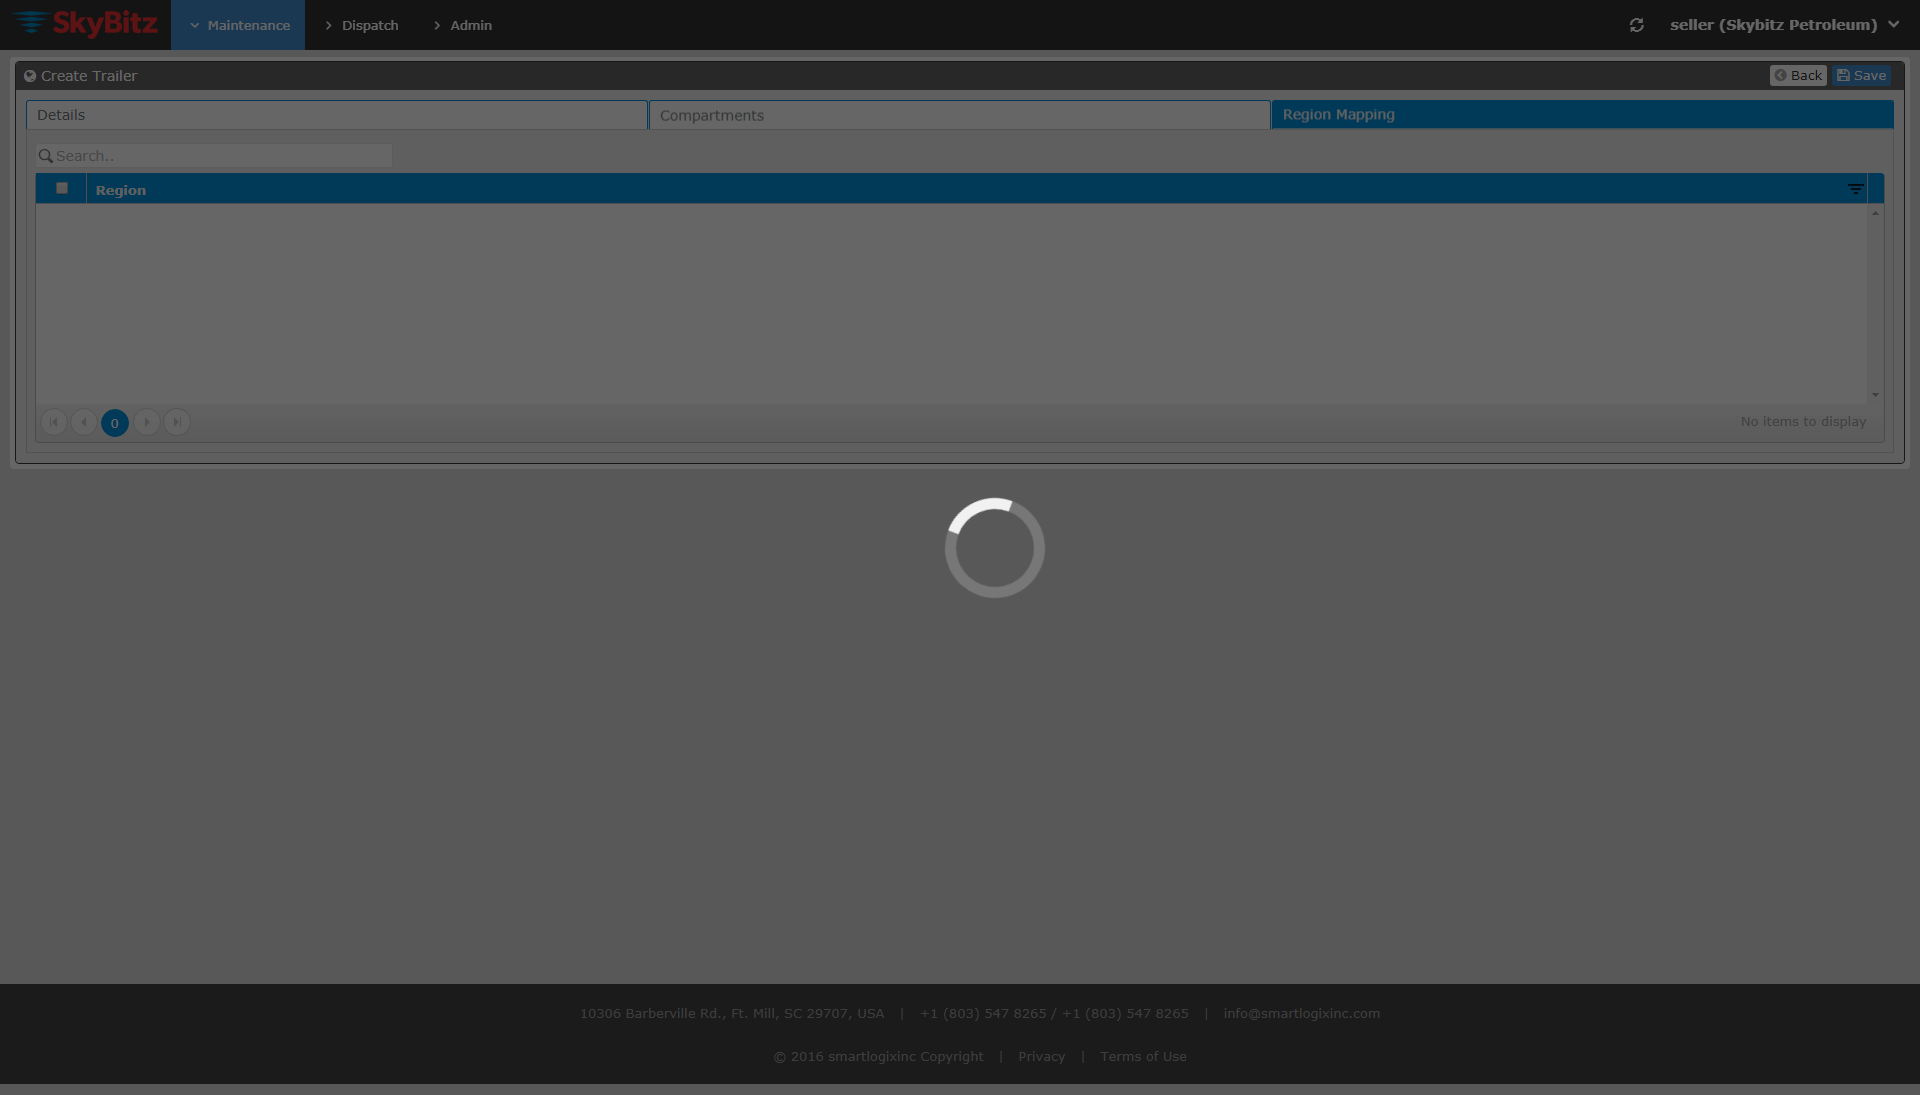 SkyBitz
Maintenance
Dispatch
Admin
seller (Skybitz Petroleum)
Create Trailer
Back
Save
Details
Compartments
Region Mapping
Search..
Region
0
No items to display
10306 Barberville Rd., Ft. Mill, SC 29707, USA | +1 (803) 547 8265 / +1 (803) 547 8265 | info@smartlogixinc.com
© 2016 smartlogixinc Copyright | Privacy | Terms of Use